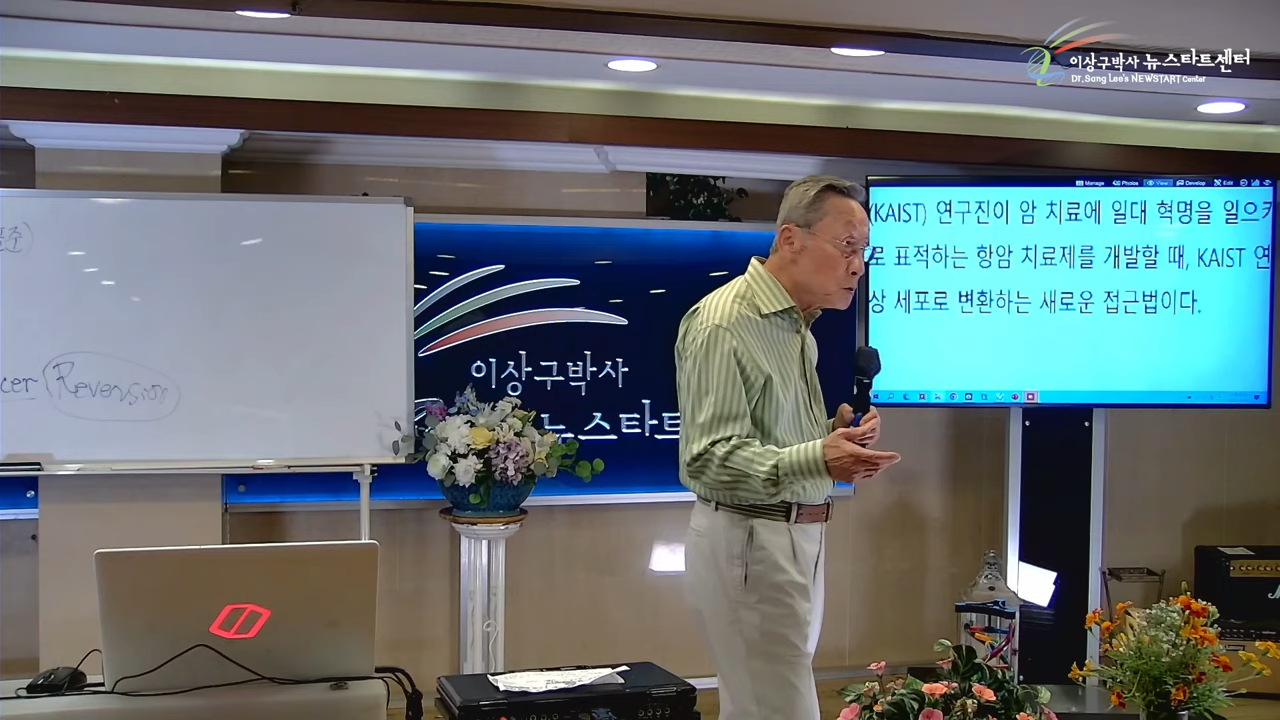 이상구박사 뉴스타트센터
Dr. Sang Lee's NEWSTART Center
Manage Photos View Develop Edit
(KAIST) 연구진이 암 치료에 일대 혁명을 일으키
로 표적하는 항암 치료제를 개발할 때, KAIST 연
상 세포로 변환하는 새로운 접근법이다.
이상구박사
뉴스타트
cer Reversion